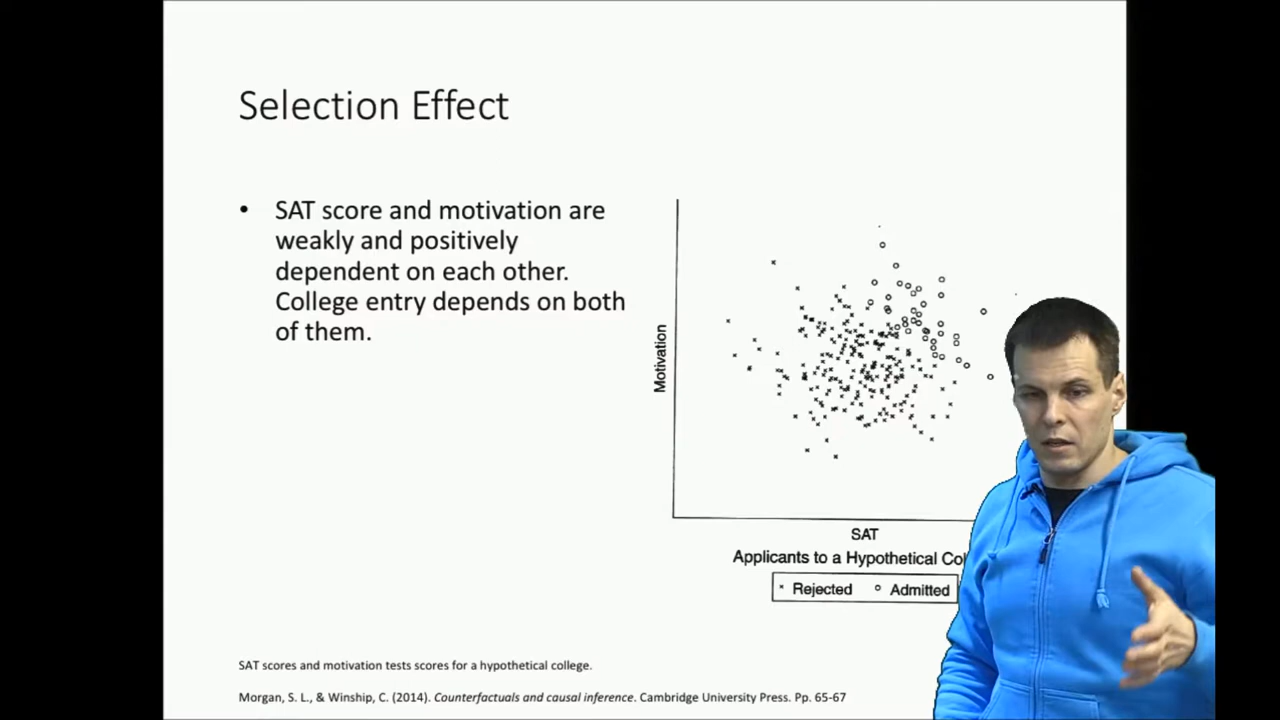 Selection Effect
• SAT score and motivation are
weakly and positively
dependent on each other.
College entry depends on both
of them.
Motivation
SAT
Applicants to a Hypothetical
Rejected Admitted
SAT scores and motivation tests scores for a hypothetical college.
Morgan, S. L., & Winship, C. (2014). Counterfactuals and causal inference. Cambridge University Press. Pp. 65-67